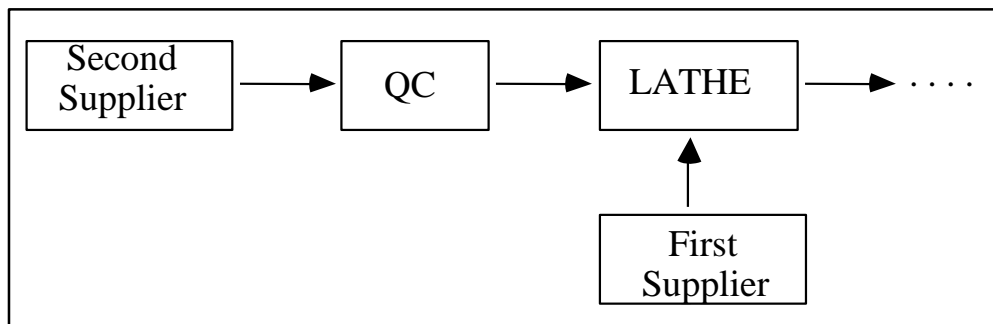 Second
Supplier
QC
LATHE
. . . .
First
Supplier